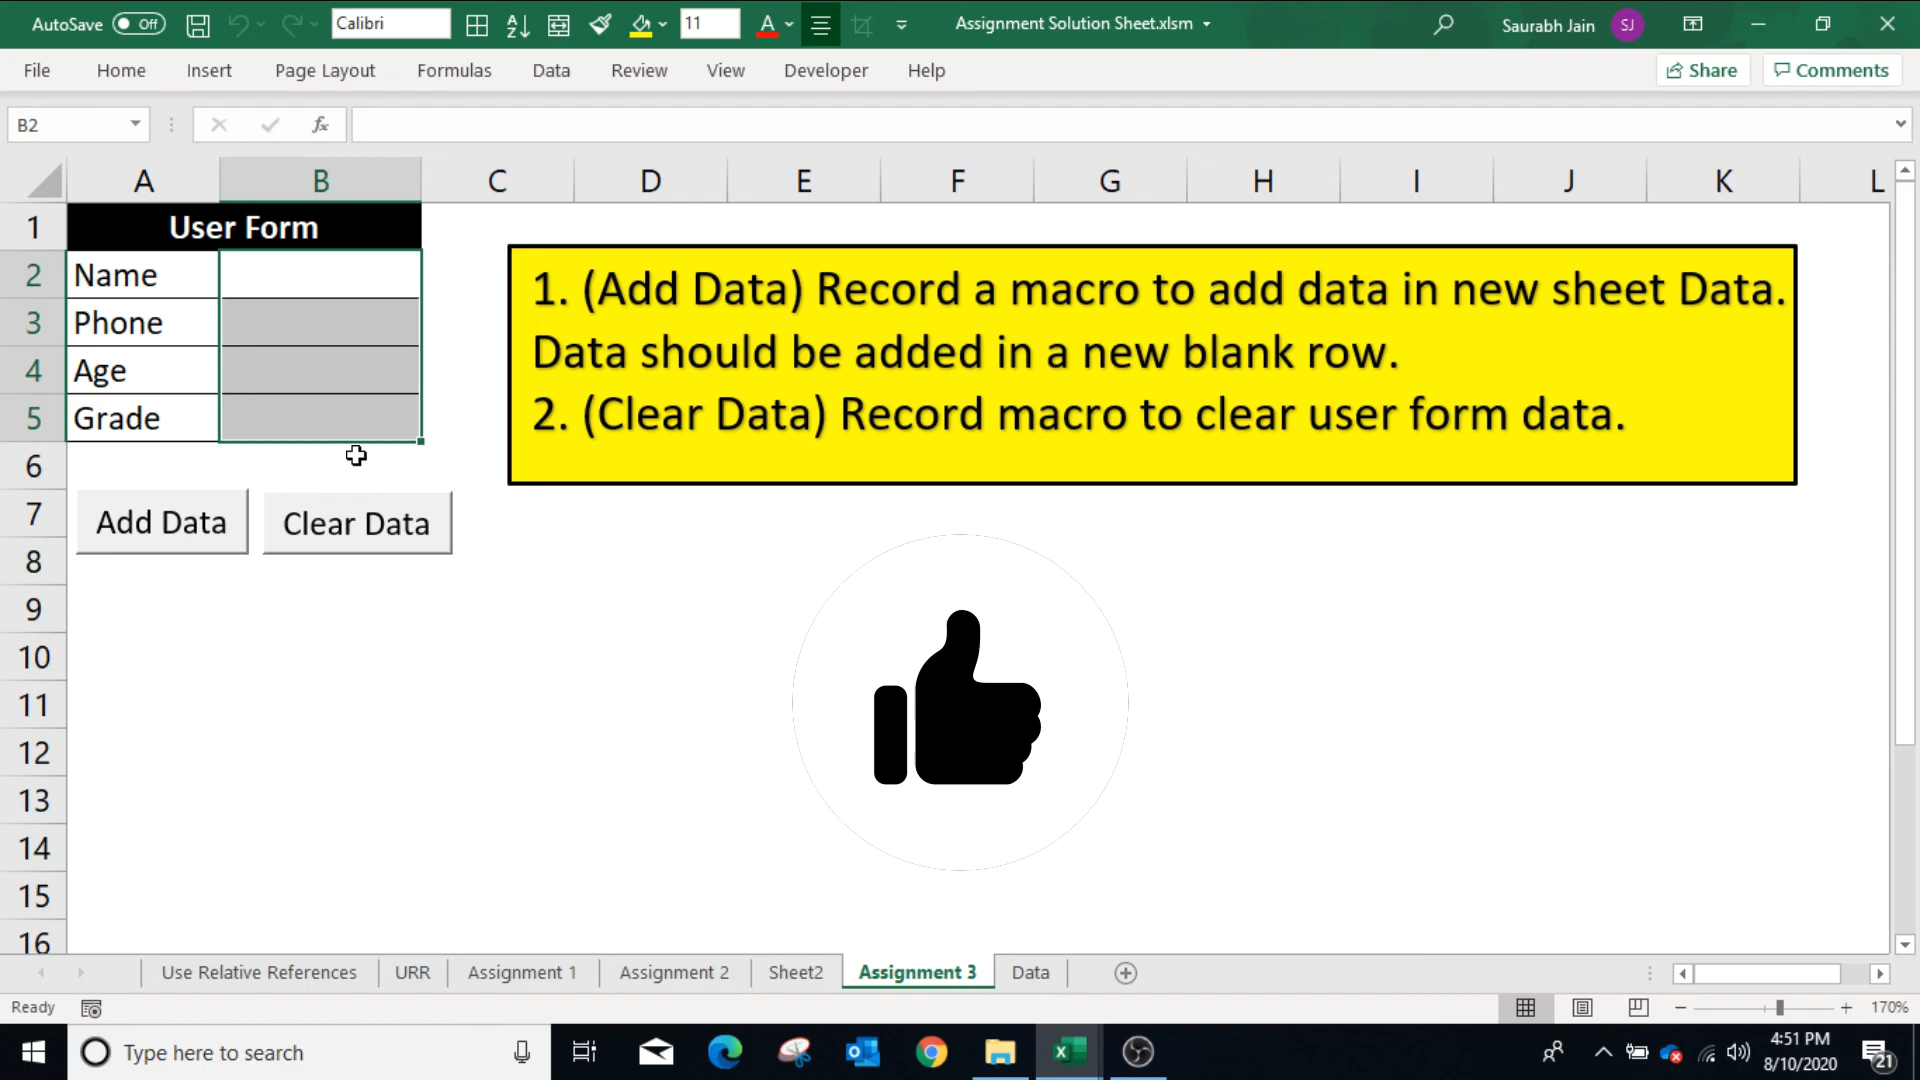 AutoSave Off Calibri 11 A Assignment Solution Sheet.xlsm Saurabh Jain SJ
File Home Insert Page Layout Formulas Data Review View Developer Help Share Comments
B2 fx
A B C D E F G H I J K L
1 User Form
2 Name
3 Phone
4 Age
5 Grade
6
7
8
9
10
11
12
13
14
15
16
1. (Add Data) Record a macro to add data in new sheet Data.
Data should be added in a new blank row.
2. (Clear Data) Record macro to clear user form data.
Add Data Clear Data
Use Relative References URR Assignment 1 Assignment 2 Sheet2 Assignment 3 Data
Ready 170%
Type here to search
4:51 PM
8/10/2020
21